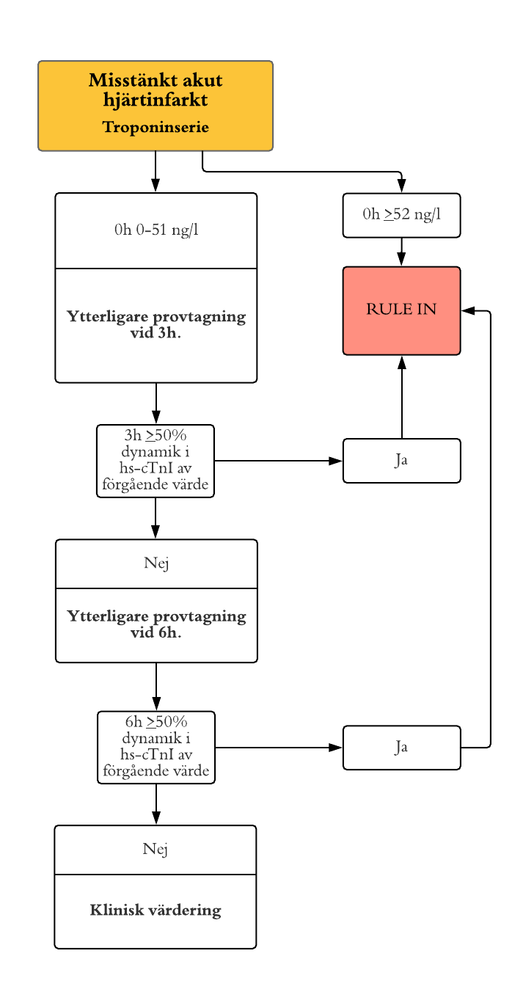 Misstänkt akut
hjärtinfarkt
Troponinserie
0h 0-51 ng/l
0h ≥52 ng/l
Ytterligare provtagning
vid 3h.
RULE IN
3h ≥50%
dynamik i
hs-cTnI av
förgående värde
Ja
Nej
Ytterligare provtagning
vid 6h.
6h ≥50%
dynamik i
hs-cTnI av
förgående värde
Ja
Nej
Klinisk värdering